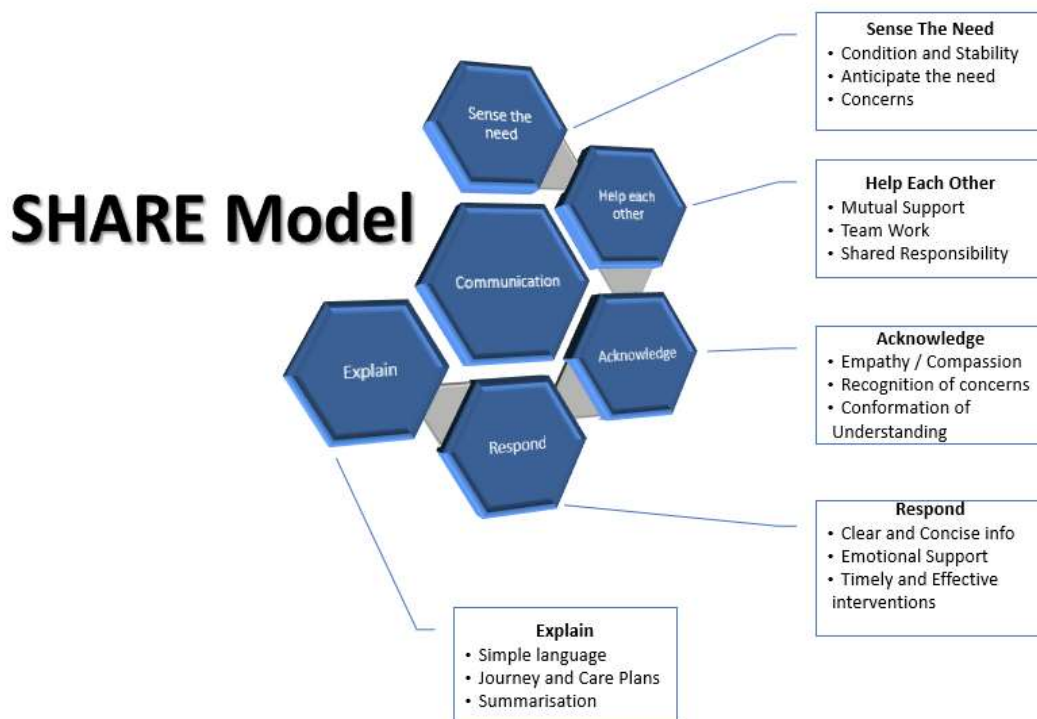 SHARE Model
Sense the
need
Help each
other
Communication
Acknowledge
Respond
Explain
Sense The Need
• Condition and Stability
• Anticipate the need
• Concerns
Help Each Other
• Mutual Support
• Team Work
• Shared Responsibility
Acknowledge
• Empathy / Compassion
• Recognition of concerns
• Conformation of
Understanding
Respond
• Clear and Concise info
• Emotional Support
• Timely and Effective
interventions
Explain
• Simple language
• Journey and Care Plans
• Summarisation